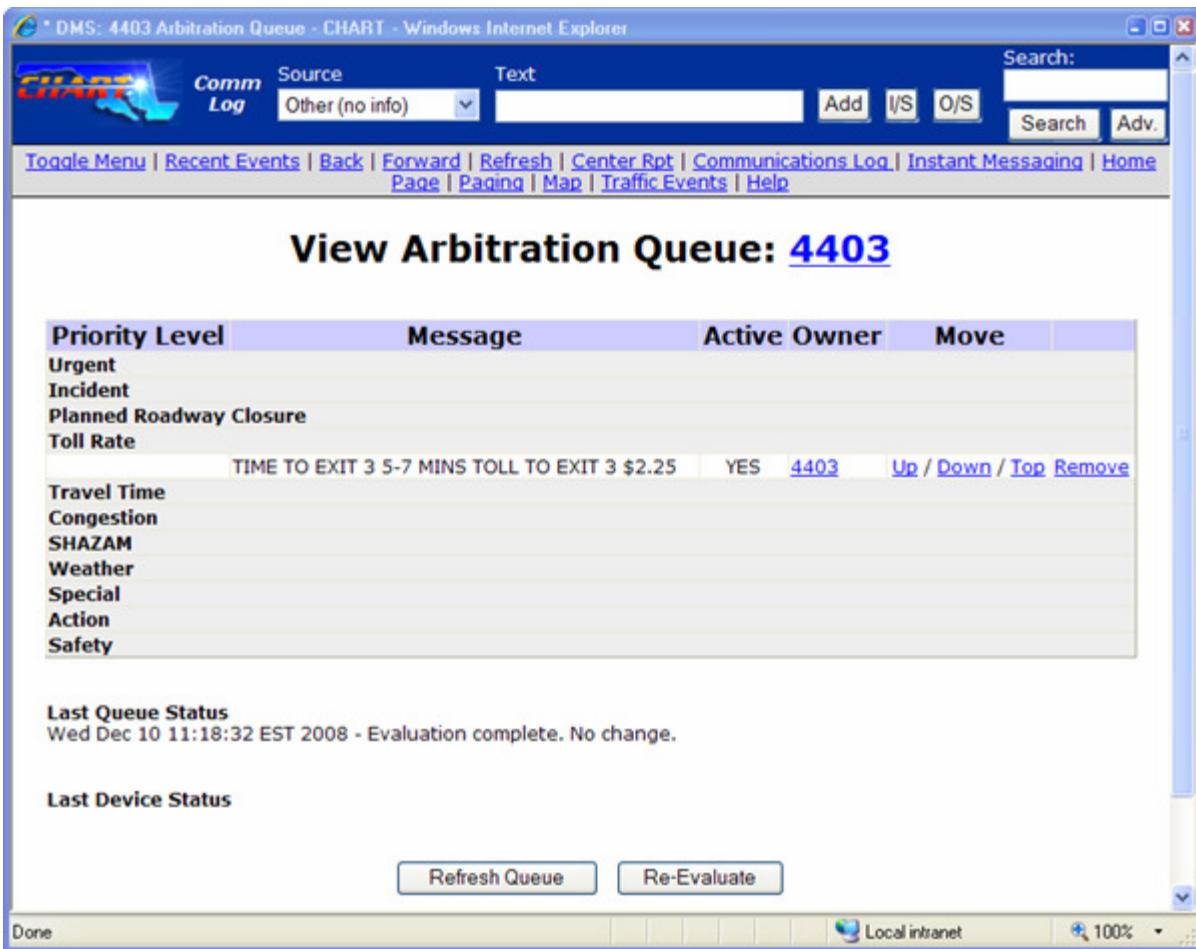 * DMS: 4403 Arbitration Queue - CHART - Windows Internet Explorer
CHART
Comm Log
Source
Other (no info)
Text
Add
I/S
O/S
Search:
Search
Adv.
Toggle Menu | Recent Events | Back | Forward | Refresh | Center Rpt | Communications Log | Instant Messaging | Home
Page | Paging | Map | Traffic Events | Help
View Arbitration Queue: 4403
Priority Level Message Active Owner Move
Urgent
Incident
Planned Roadway Closure
Toll Rate
TIME TO EXIT 3 5-7 MINS TOLL TO EXIT 3 $2.25 YES 4403 Up / Down / Top Remove
Travel Time
Congestion
SHAZAM
Weather
Special
Action
Safety
Last Queue Status
Wed Dec 10 11:18:32 EST 2008 - Evaluation complete. No change.
Last Device Status
Refresh Queue
Re-Evaluate
Done
Local intranet
100%